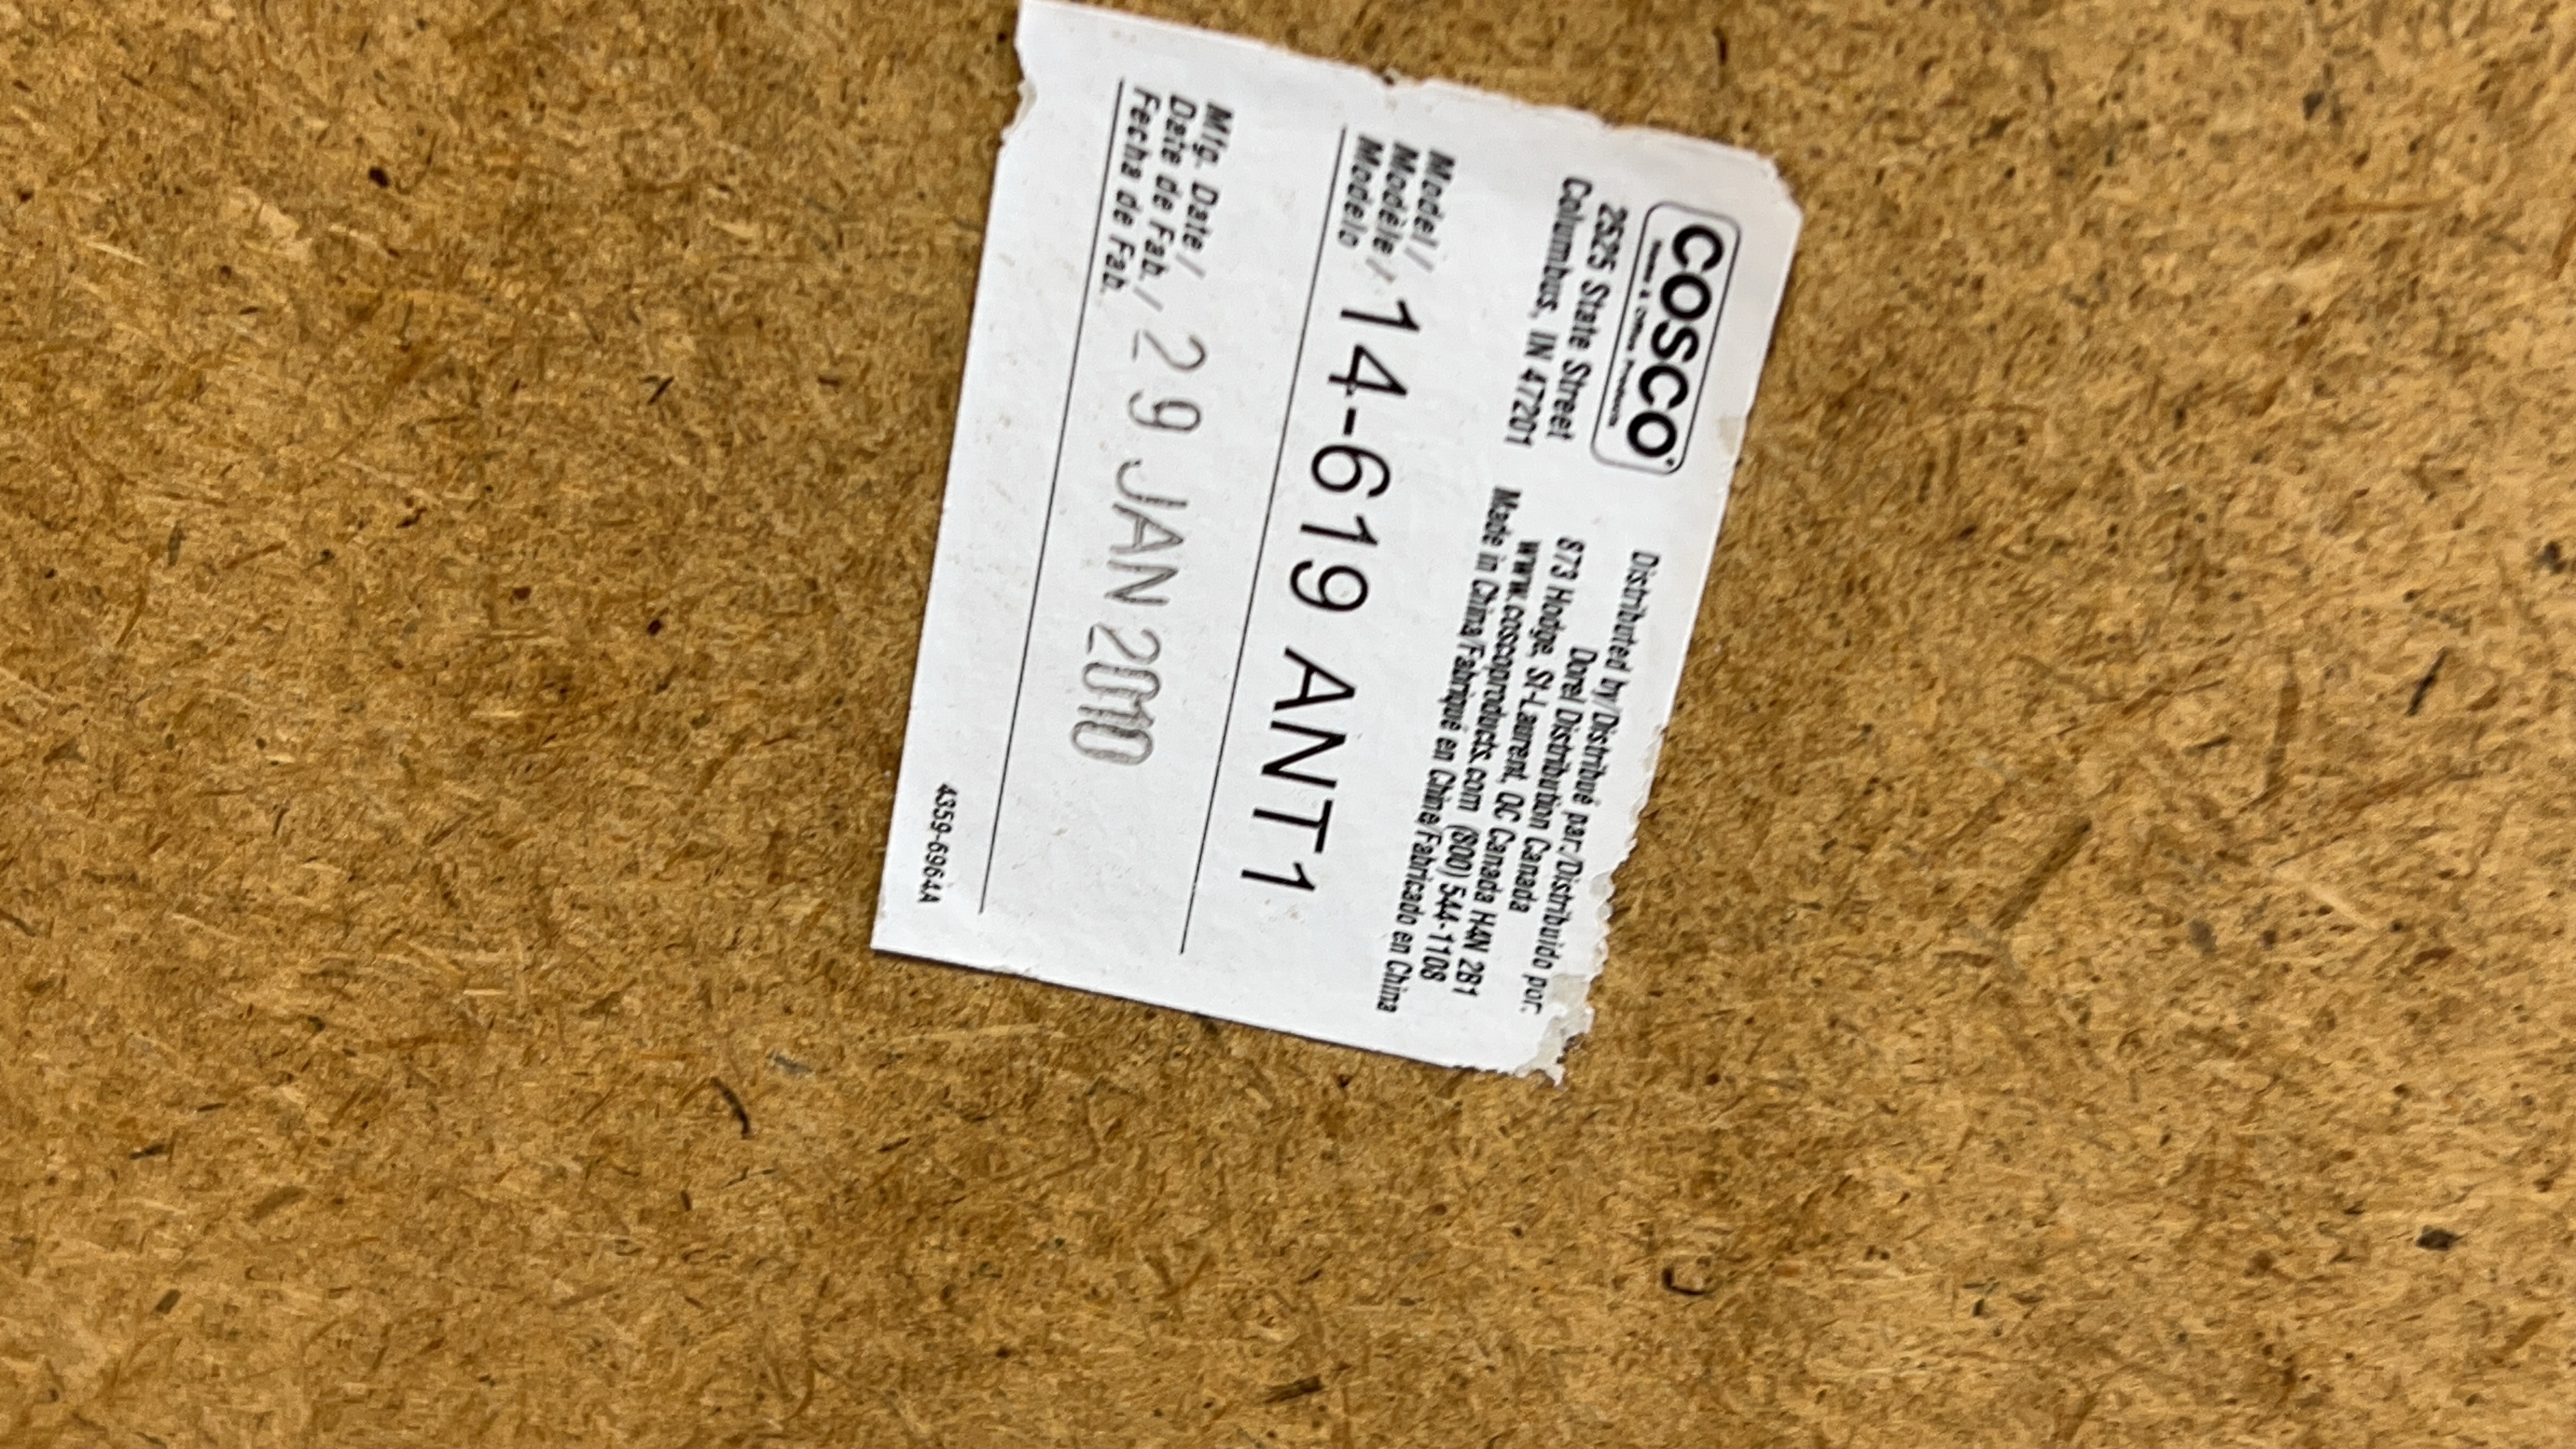 COSCO
Home & Office Products
2525 State Street
Columbus, IN 47201
Distributed by/Distribué par:/Distribuido por:
Dorel Distribution Canada
873 Hodge, St-Laurent, QC Canada H4N 2B1
www.coscoproducts.com (800) 544-1108
Made in China/Fabriqué en Chine/Fabricado en China
Model/
Modèle/
Modelo 14-619 ANT1
Mfg. Date/
Date de Fab./
Fecha de Fab. 29 JAN 2010
4359-6964A